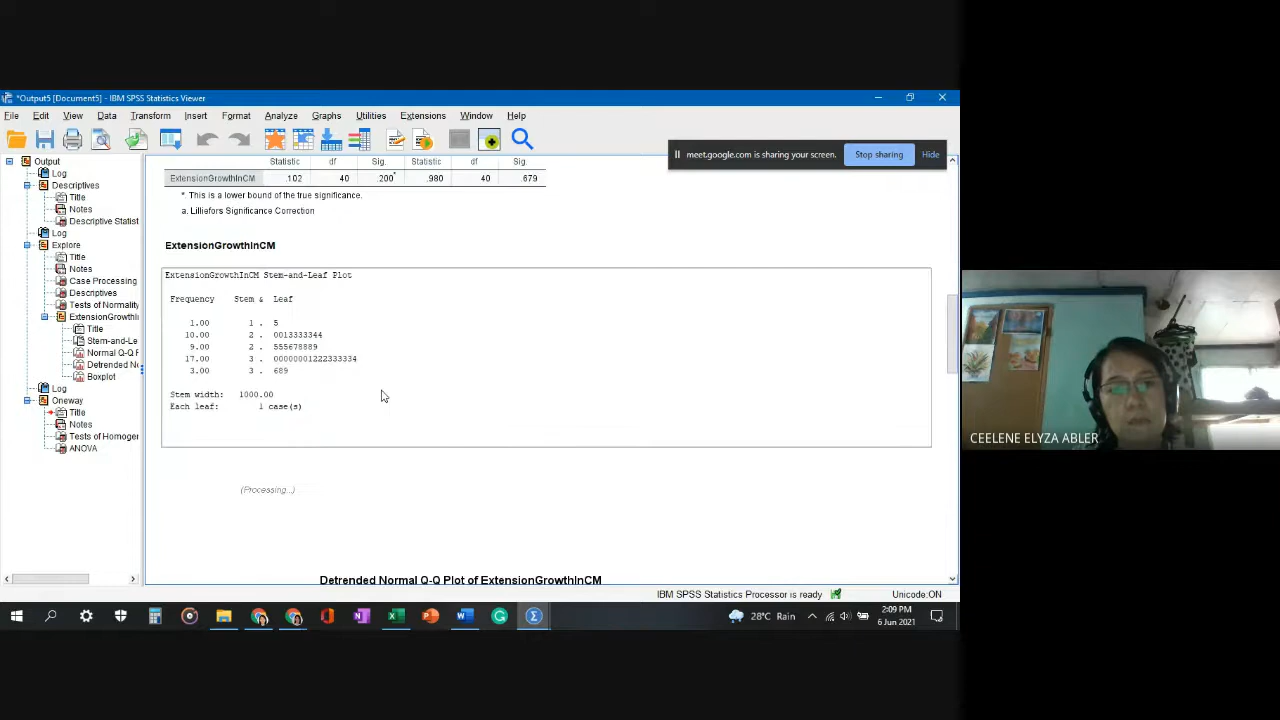 *Output5 [Document5] - IBM SPSS Statistics Viewer
File Edit View Data Transform Insert Format Analyze Graphs Utilities Extensions Window Help
meet.google.com is sharing your screen. Stop sharing Hide
Output
Log
Descriptives
Title
Notes
Descriptive Statist
Log
Explore
Title
Notes
Case Processing
Descriptives
Tests of Normality
ExtensionGrowthI
Title
Stem-and-Le
Normal Q-Q F
Detrended No
Boxplot
Log
Oneway
Title
Notes
Tests of Homoger
ANOVA
Statistic df Sig. Statistic df Sig.
ExtensionGrowthInCM .102 40 .200* .980 40 .679
*. This is a lower bound of the true significance.
a. Lilliefors Significance Correction
ExtensionGrowthInCM
ExtensionGrowthInCM Stem-and-Leaf Plot
Frequency Stem & Leaf
1.00 1 . 5
10.00 2 . 0013333344
9.00 2 . 555678889
17.00 3 . 00000001222333334
3.00 3 . 689
Stem width: 1000.00
Each leaf: 1 case(s)
(Processing..)
Detrended Normal Q-Q Plot of ExtensionGrowthInCM
IBM SPSS Statistics Processor is ready Unicode:ON
28°C Rain
2:09 PM
6 Jun 2021
CEELENE ELYZA ABLER